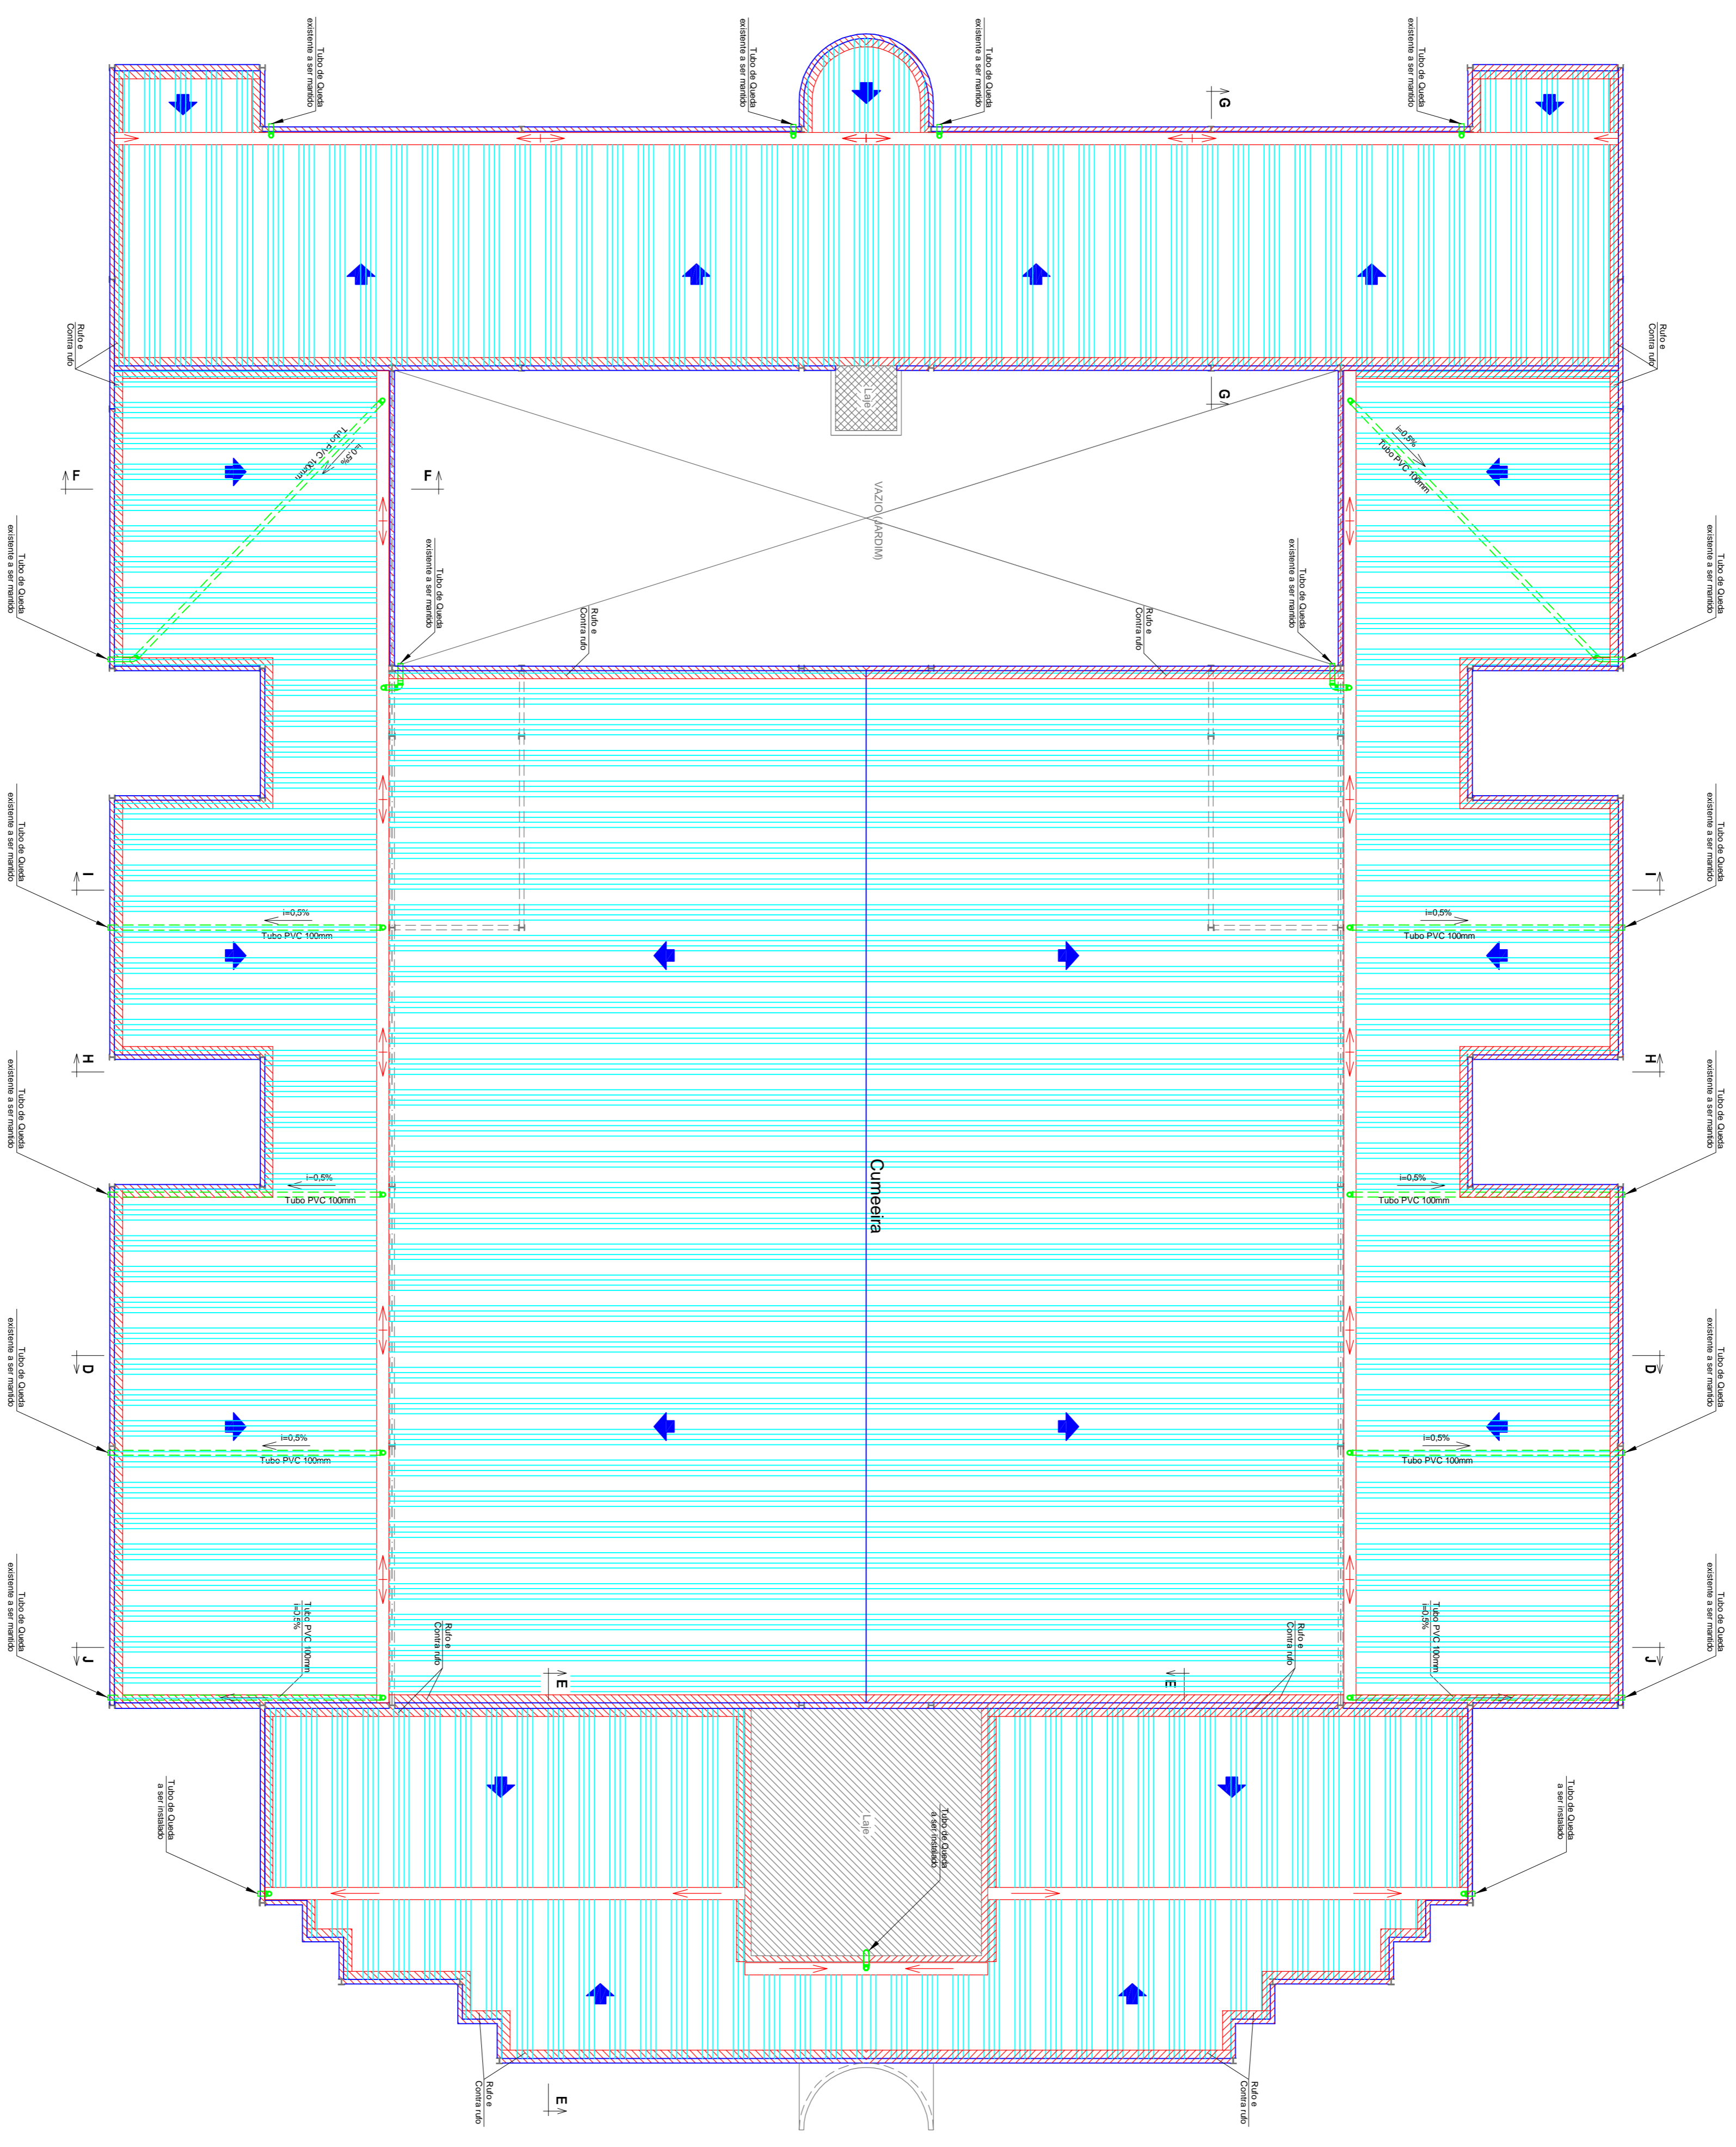 Tubo de Queda
existente a ser mantido
Tubo de Queda
existente a ser mantido
Tubo de Queda
existente a ser mantido
Tubo de Queda
existente a ser mantido
G
Rufo e
Contra rufo
Rufo e
Contra rufo
Laje
G
i=0,5%
Tubo PVC 100mm
i=0,5%
Tubo PVC 100mm
F
F
VAZIO (JARDIM)
Tubo de Queda
existente a ser mantido
Tubo de Queda
existente a ser mantido
Tubo de Queda
existente a ser mantido
Tubo de Queda
existente a ser mantido
Rufo e
Contra rufo
Rufo e
Contra rufo
Tubo de Queda
existente a ser mantido
Tubo de Queda
existente a ser mantido
I
I
i=0,5%
Tubo PVC 100mm
i=0,5%
Tubo PVC 100mm
H
H
Tubo de Queda
existente a ser mantido
Tubo de Queda
existente a ser mantido
i=0,5%
Tubo PVC 100mm
i=0,5%
Tubo PVC 100mm
Cumeeira
D
D
Tubo de Queda
existente a ser mantido
Tubo de Queda
existente a ser mantido
i=0,5%
Tubo PVC 100mm
i=0,5%
Tubo PVC 100mm
Tubo de Queda
existente a ser mantido
Tubo de Queda
existente a ser mantido
Tubo PVC 100mm
i=0,5%
Tubo PVC 100mm
i=0,5%
Rufo e
Contra rufo
Rufo e
Contra rufo
J
J
E
E
Tubo de Queda
a ser instalado
Laje
Tubo de Queda
a ser instalado
Tubo de Queda
a ser instalado
Rufo e
Contra rufo
Rufo e
Contra rufo
E